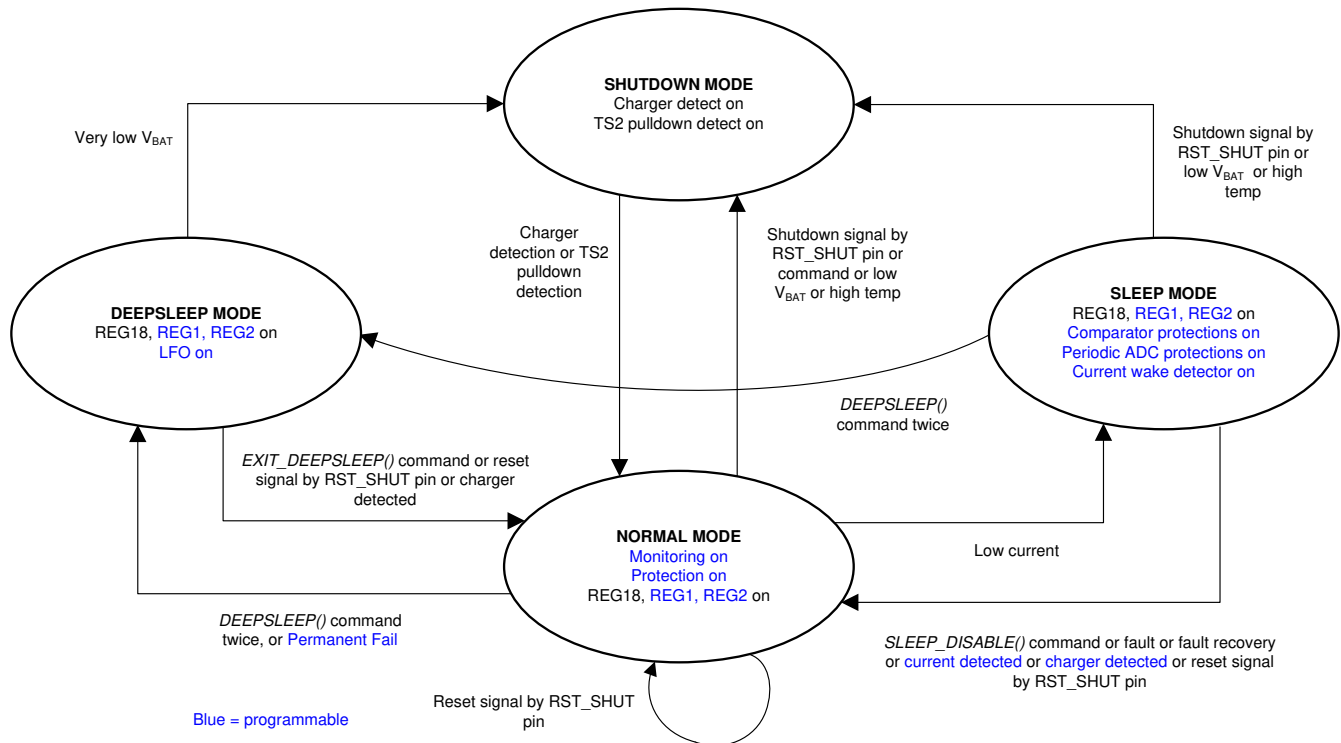 SHUTDOWN MODE
Charger detect on
TS2 pulldown detect on
Very low VBAT
Shutdown signal by
RST_SHUT pin or
low VBAT or high
temp
Charger
detection or TS2
pulldown
detection
Shutdown signal by
RST_SHUT pin or
command or low
VBAT or high temp
DEEPSLEEP MODE
REG18, REG1, REG2 on
LFO on
SLEEP MODE
REG18, REG1, REG2 on
Comparator protections on
Periodic ADC protections on
Current wake detector on
DEEPSLEEP()
command twice
EXIT_DEEPSLEEP() command or reset
signal by RST_SHUT pin or charger
detected
NORMAL MODE
Monitoring on
Protection on
REG18, REG1, REG2 on
Low current
DEEPSLEEP() command
twice, or Permanent Fail
SLEEP_DISABLE() command or fault or fault recovery
or current detected or charger detected or reset signal
by RST_SHUT pin
Reset signal by RST_SHUT
pin
Blue = programmable